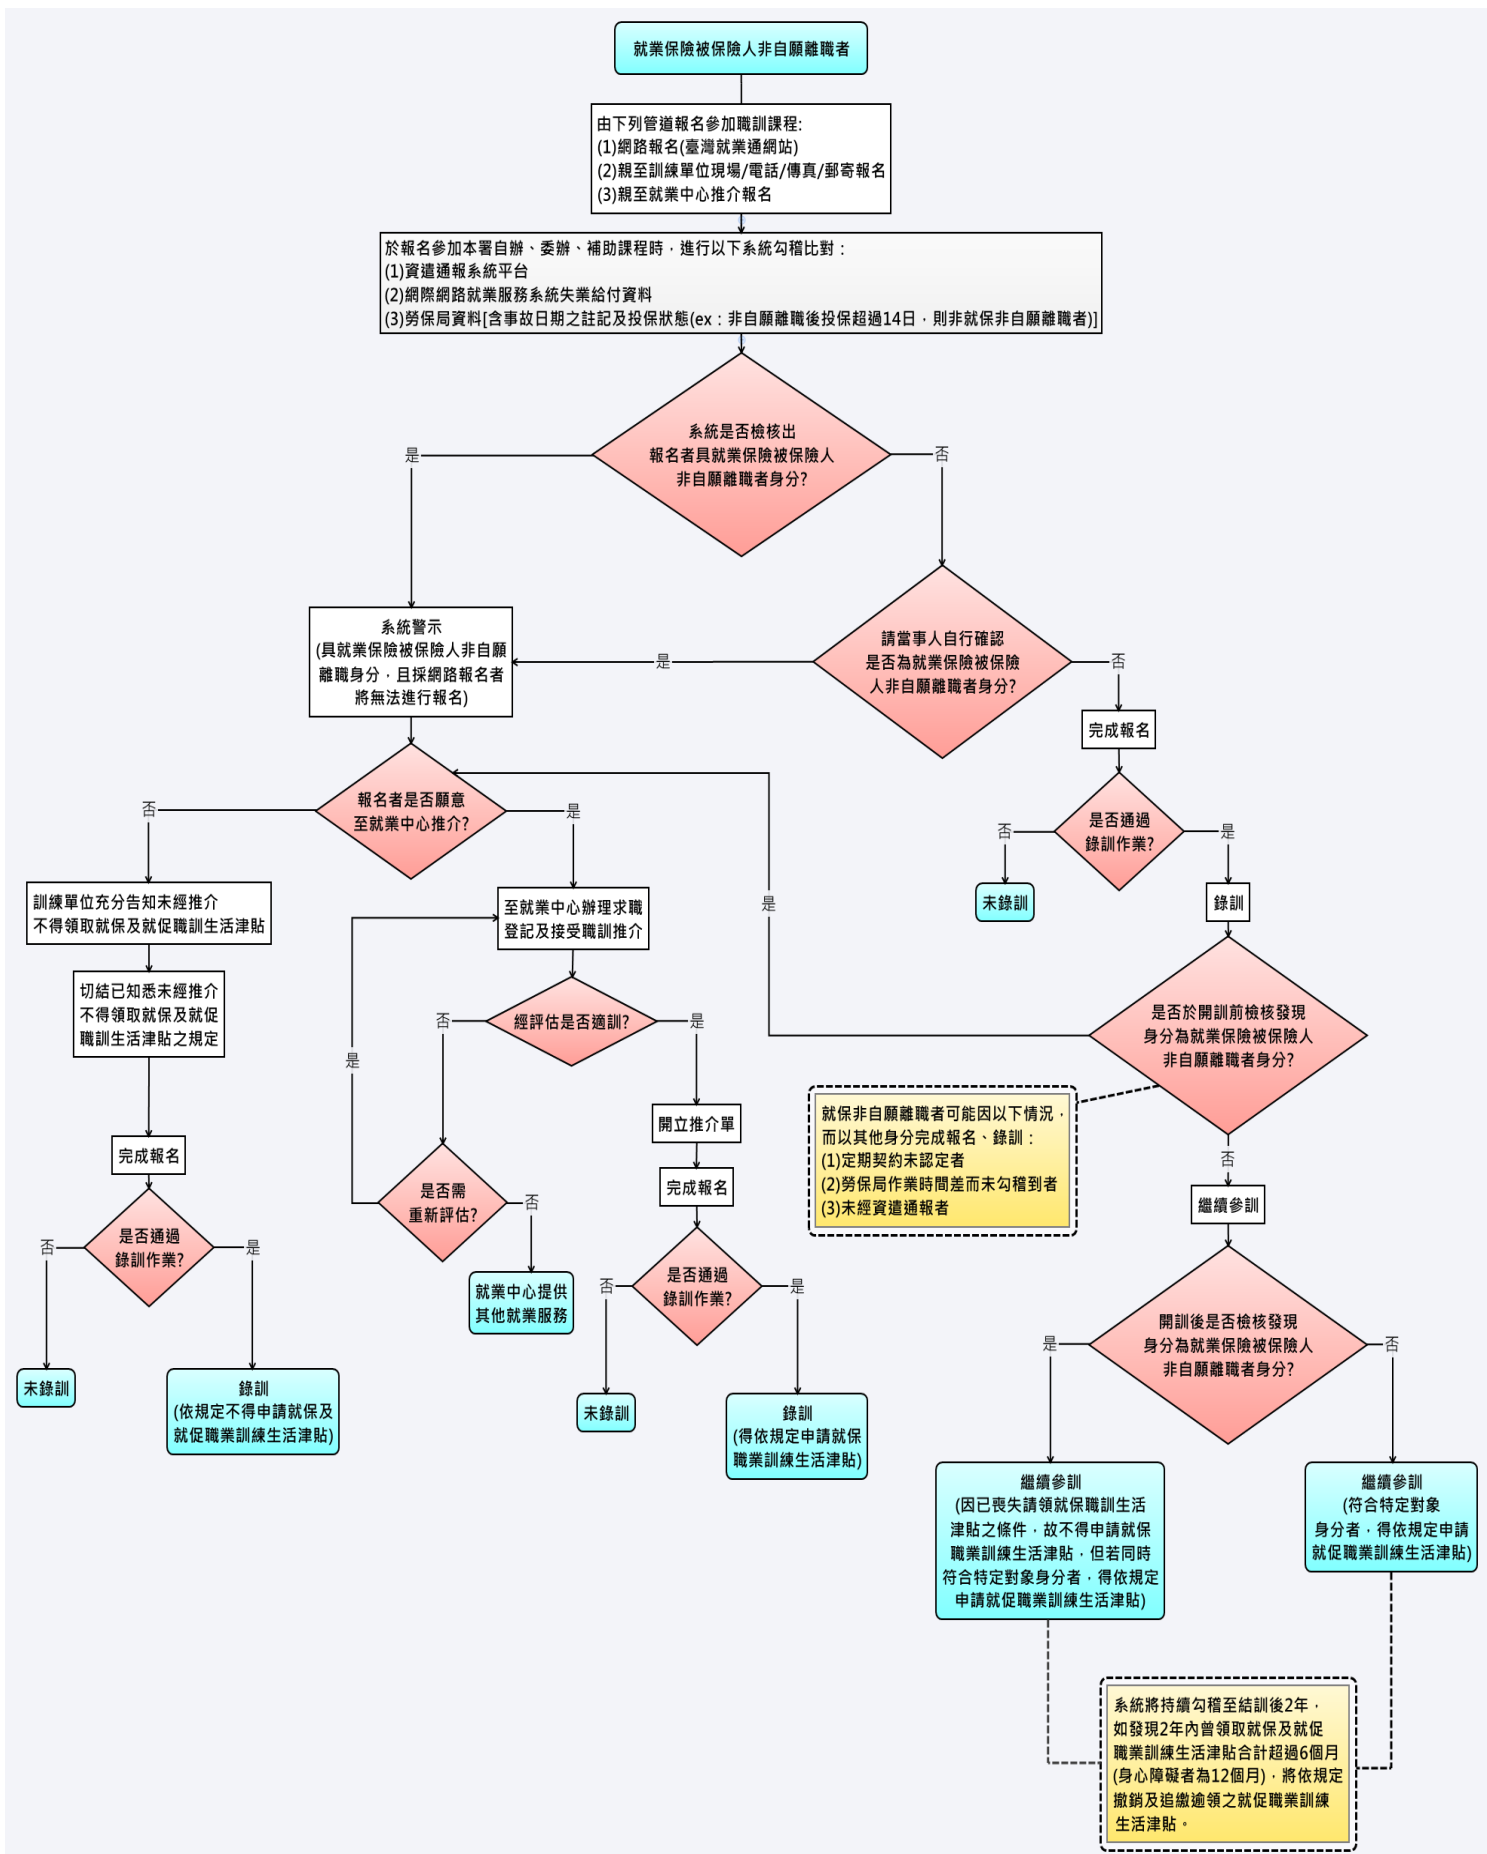 就業保險被保險人非自願離職者
由下列管道報名參加職訓課程:
(1)網路報名(臺灣就業通網站)
(2)親至訓練單位現場/電話/傳真/郵寄報名
(3)親至就業中心推介報名
於報名參加本署自辦、委辦、補助課程時，進行以下系統勾稽比對：
(1)資遣通報系統平台
(2)網際網路就業服務系統失業給付資料
(3)勞保局資料[含事故日期之註記及投保狀態(ex：非自願離職後投保超過14日，則非就保非自願離職者)]
系統是否檢核出
報名者具就業保險被保險人
非自願離職者身分?
是
否
系統警示
(具就業保險被保險人非自願
離職身分，且採網路報名者
將無法進行報名)
是
請當事人自行確認
是否為就業保險被保險
人非自願離職者身分?
否
完成報名
報名者是否願意
至就業中心推介?
否
是
是否通過
錄訓作業?
否
是
未錄訓
錄訓
訓練單位充分告知未經推介
不得領取就保及就促職訓生活津貼
至就業中心辦理求職
登記及接受職訓推介
是
切結已知悉未經推介
不得領取就保及就促
職訓生活津貼之規定
經評估是否適訓?
否
是
是否於開訓前檢核發現
身分為就業保險被保險人
非自願離職者身分?
是
開立推介單
就保非自願離職者可能因以下情況，
而以其他身分完成報名、錄訓：
(1)定期契約未認定者
(2)勞保局作業時間差而未勾稽到者
(3)未經資遣通報者
否
完成報名
是否需
重新評估?
否
完成報名
繼續參訓
是否通過
錄訓作業?
否
是
就業中心提供
其他就業服務
是否通過
錄訓作業?
否
是
開訓後是否檢核發現
身分為就業保險被保險人
非自願離職者身分?
是
否
未錄訓
錄訓
(依規定不得申請就保及
就促職業訓練生活津貼)
未錄訓
錄訓
(得依規定申請就保
職業訓練生活津貼)
繼續參訓
(因已喪失請領就保職訓生活
津貼之條件，故不得申請就保
職業訓練生活津貼，但若同時
符合特定對象身分者，得依規定
申請就促職業訓練生活津貼)
繼續參訓
(符合特定對象
身分者，得依規定申請
就促職業訓練生活津貼)
系統將持續勾稽至結訓後2年，
如發現2年內曾領取就保及就促
職業訓練生活津貼合計超過6個月
(身心障礙者為12個月)，將依規定
撤銷及追繳逾領之就促職業訓練
生活津貼。